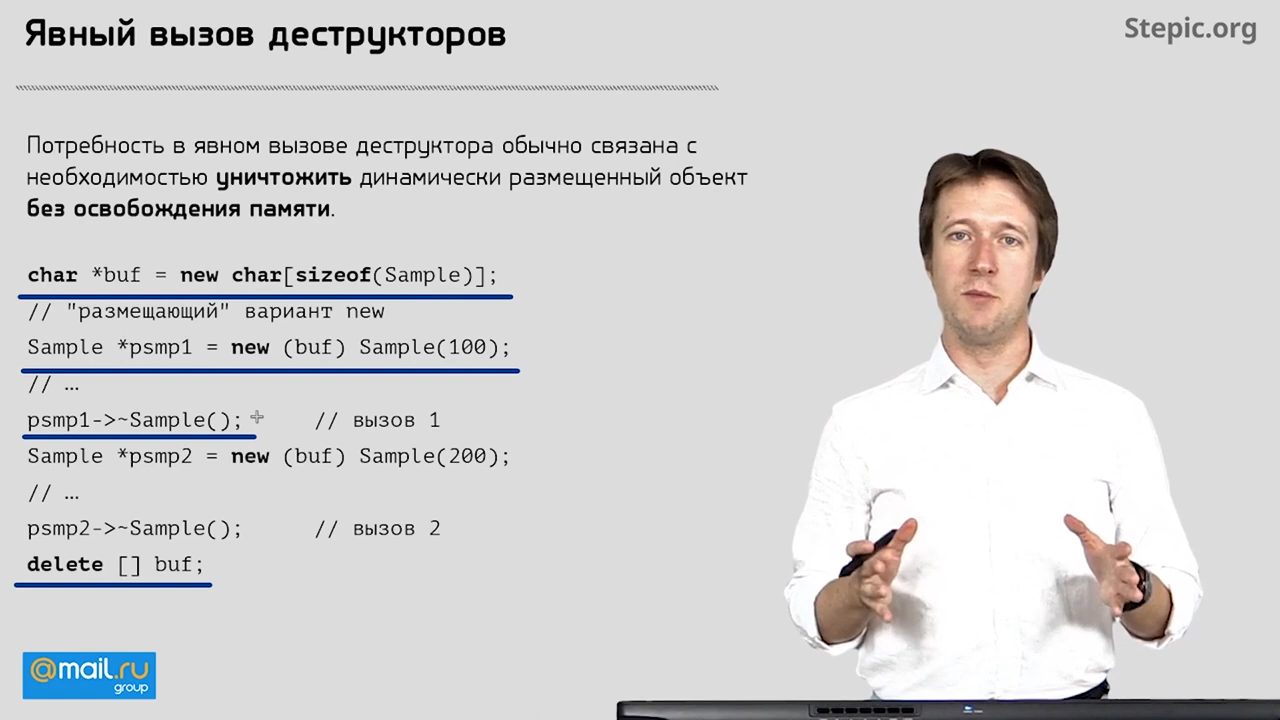 Явный вызов деструкторов
Stepic.org
Потребность в явном вызове деструктора обычно связана с
необходимостью уничтожить динамически размещенный объект
без освобождения памяти.
char *buf = new char[sizeof(Sample)];
// "размещающий" вариант new
Sample *psmp1 = new (buf) Sample(100);
// …
psmp1->~Sample(); // вызов 1
Sample *psmp2 = new (buf) Sample(200);
// …
psmp2->~Sample(); // вызов 2
delete [] buf;
@mail.ru
group